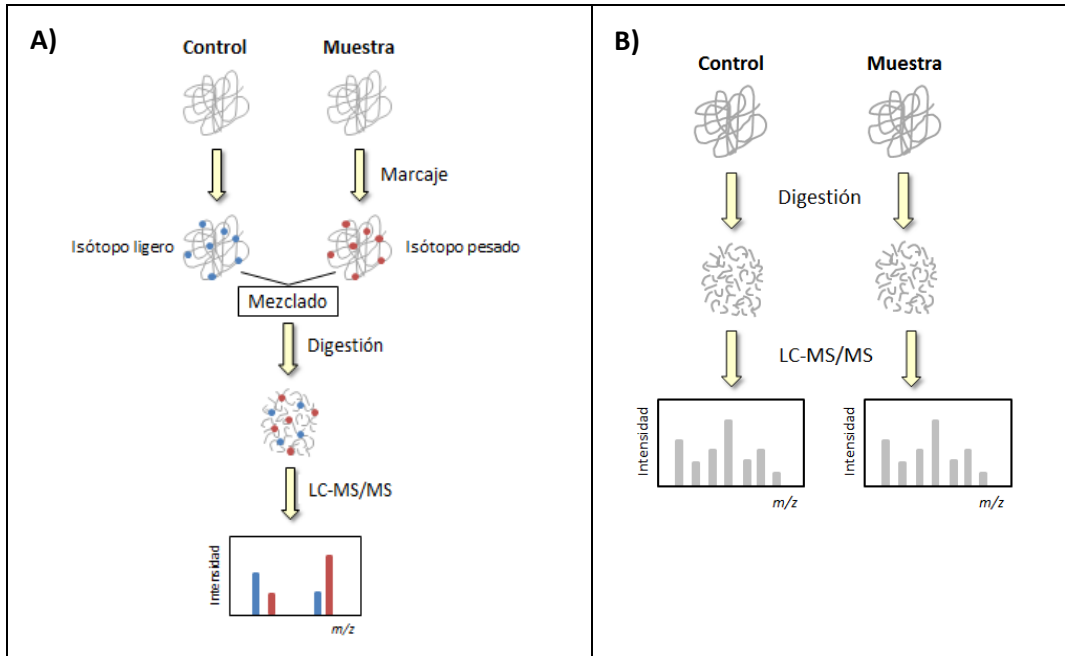 A)
Control Muestra
Marcaje
Isótopo ligero Isótopo pesado
Mezclado
Digestión
LC-MS/MS
Intensidad
m/z
B)
Control Muestra
Digestión
LC-MS/MS
Intensidad Intensidad
m/z m/z